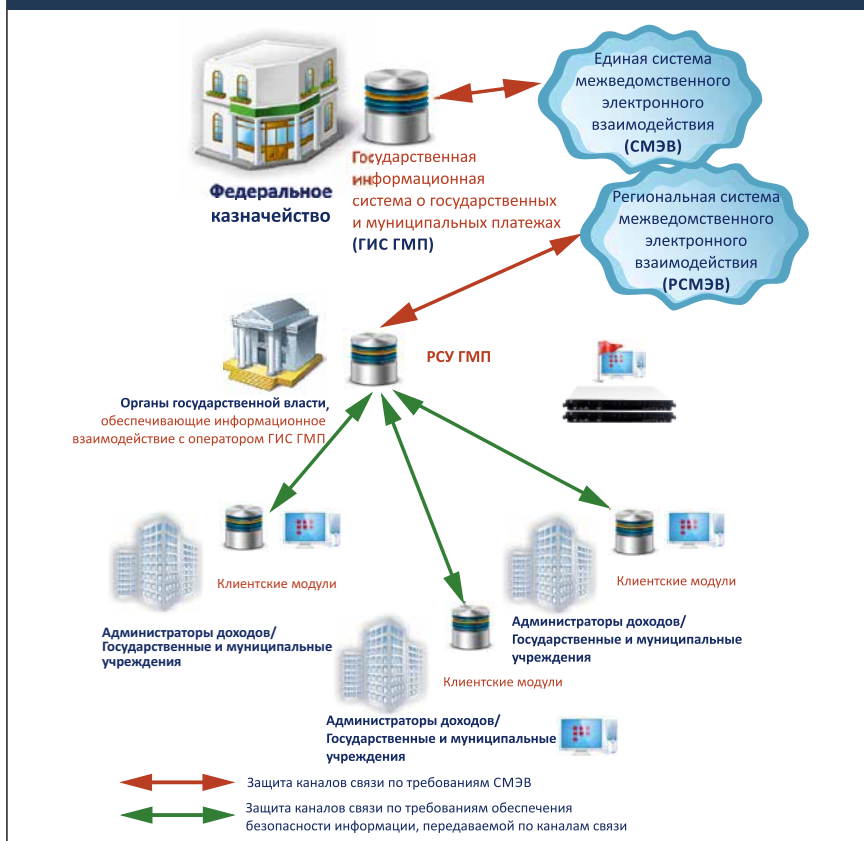 Единая система
межведомственного
электронного
взаимодействия
(СМЭВ)
Государственная
информационная
система о государственных
и муниципальных платежах
(ГИС ГМП)
Федеральное
казначейство
Региональная система
межведомственного
электронного
взаимодействия
(РСМЭВ)
РСУ ГМП
Органы государственной власти,
обеспечивающие информационное
взаимодействие с оператором ГИС ГМП
Клиентские модули
Администраторы доходов/
Государственные и муниципальные
учреждения
Клиентские модули
Администраторы доходов/
Государственные и муниципальные
учреждения
Клиентские модули
Администраторы доходов/
Государственные и муниципальные
учреждения
Защита каналов связи по требованиям СМЭВ
Защита каналов связи по требованиям обеспечения
безопасности информации, передаваемой по каналам связи